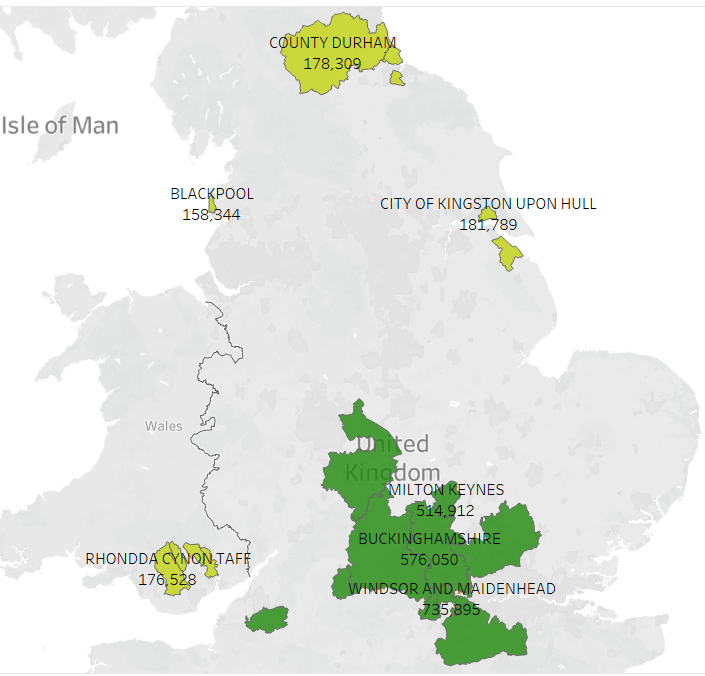 COUNTY DURHAM
178,309
Isle of Man
BLACKPOOL
158,344
CITY OF KINGSTON UPON HULL
181,789
Wales
United
Kingdom
MILTON KEYNES
514,912
BUCKINGHAMSHIRE
576,050
RHONDDA CYNON TAFF
176,528
WINDSOR AND MAIDENHEAD
735,895